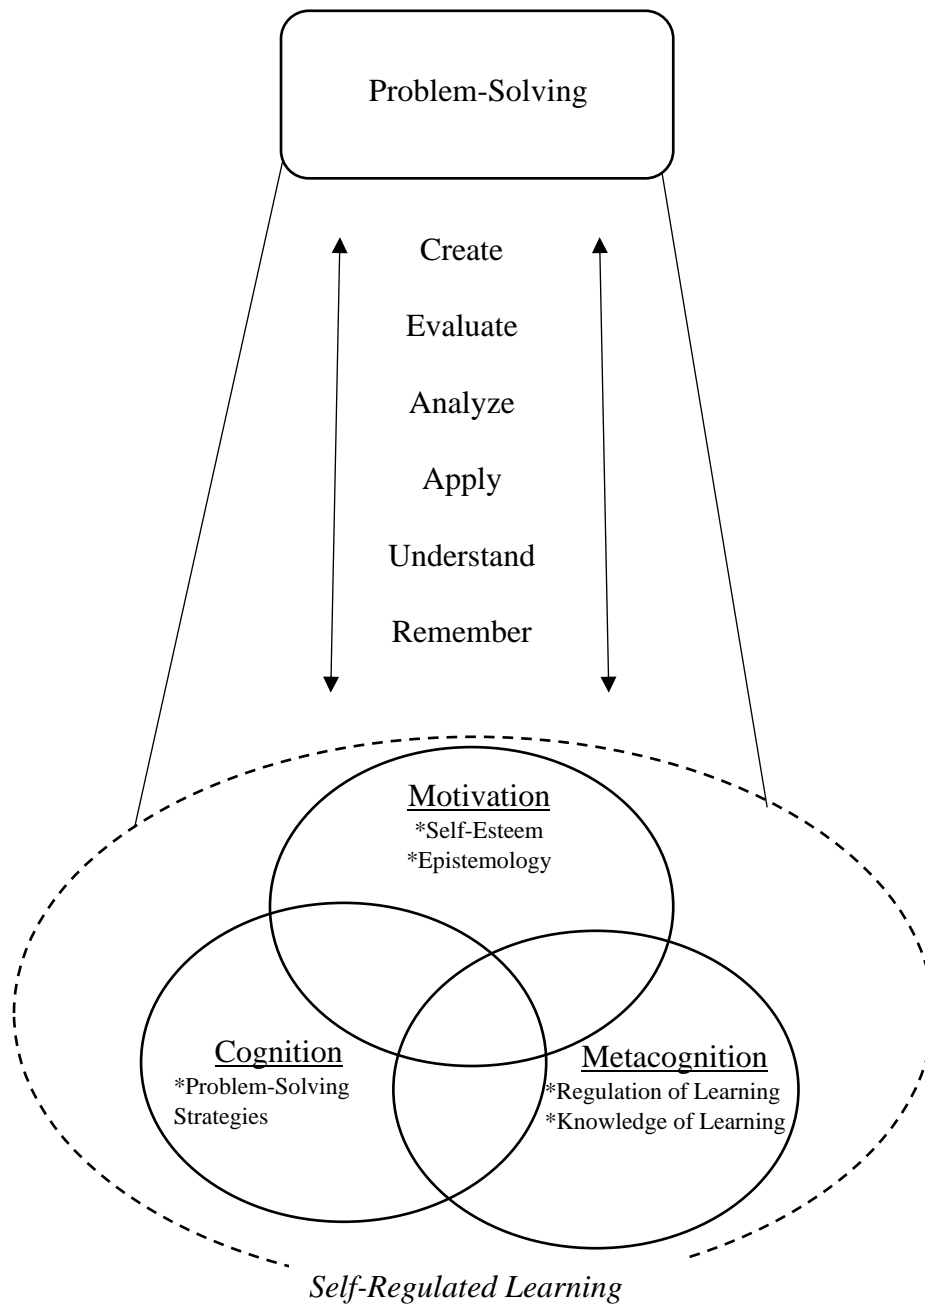 Problem-Solving
Create
Evaluate
Analyze
Apply
Understand
Remember
Motivation
*Self-Esteem
*Epistemology
Cognition
*Problem-Solving
Strategies
Metacognition
*Regulation of Learning
*Knowledge of Learning
Self-Regulated Learning